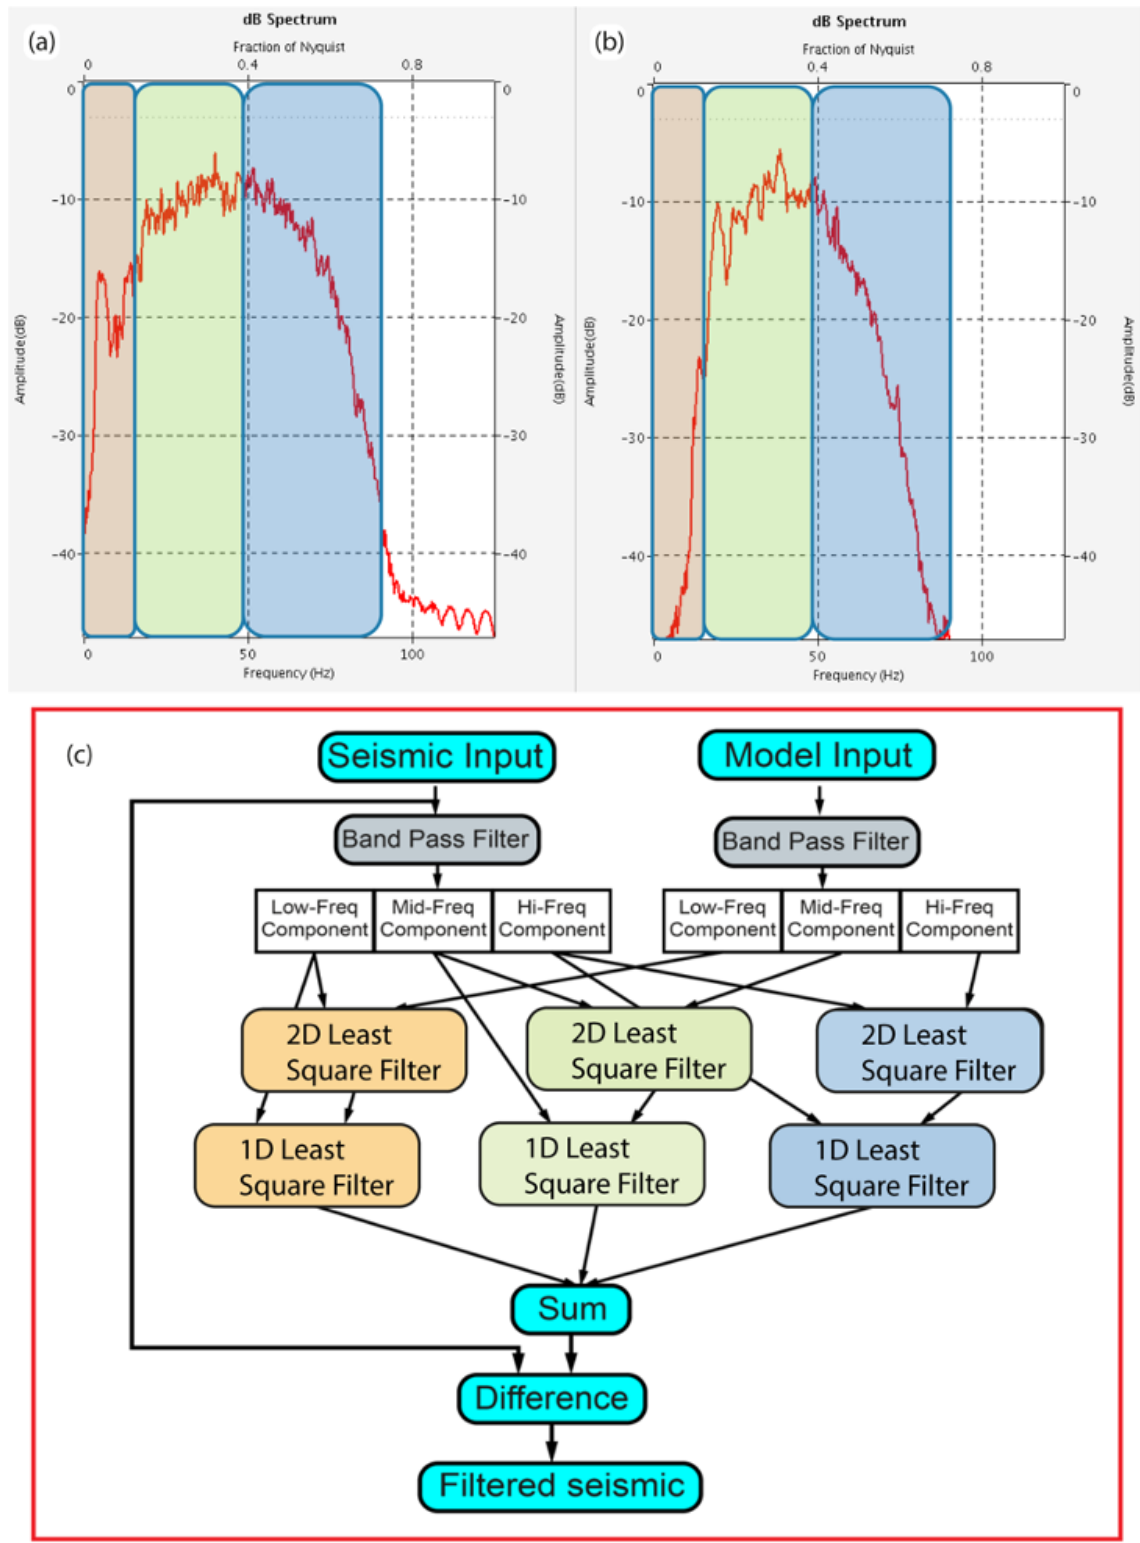 (a)
dB Spectrum
Fraction of Nyquist
0 0.4 0.8
0 0
-10 -10
-20 -20
-30 -30
-40 -40
Amplitude(dB)
Amplitude(dB)
0 50 100
Frequency (Hz)
(b)
dB Spectrum
Fraction of Nyquist
0 0.4 0.8
0 0
-10 -10
-20 -20
-30 -30
-40 -40
Amplitude(dB)
Amplitude(dB)
0 50 100
Frequency (Hz)
(c)
Seismic Input
Model Input
Band Pass Filter
Band Pass Filter
Low-Freq
Component
Mid-Freq
Component
Hi-Freq
Component
Low-Freq
Component
Mid-Freq
Component
Hi-Freq
Component
2D Least
Square Filter
2D Least
Square Filter
2D Least
Square Filter
1D Least
Square Filter
1D Least
Square Filter
1D Least
Square Filter
Sum
Difference
Filtered seismic